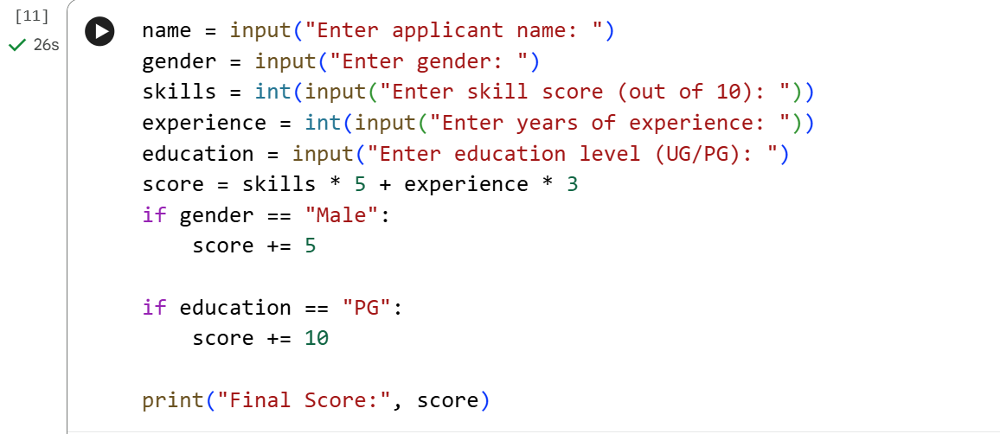 [11]
26s
name = input("Enter applicant name: ")
gender = input("Enter gender: ")
skills = int(input("Enter skill score (out of 10): "))
experience = int(input("Enter years of experience: "))
education = input("Enter education level (UG/PG): ")
score = skills * 5 + experience * 3
if gender == "Male":
    score += 5

if education == "PG":
    score += 10

print("Final Score:", score)